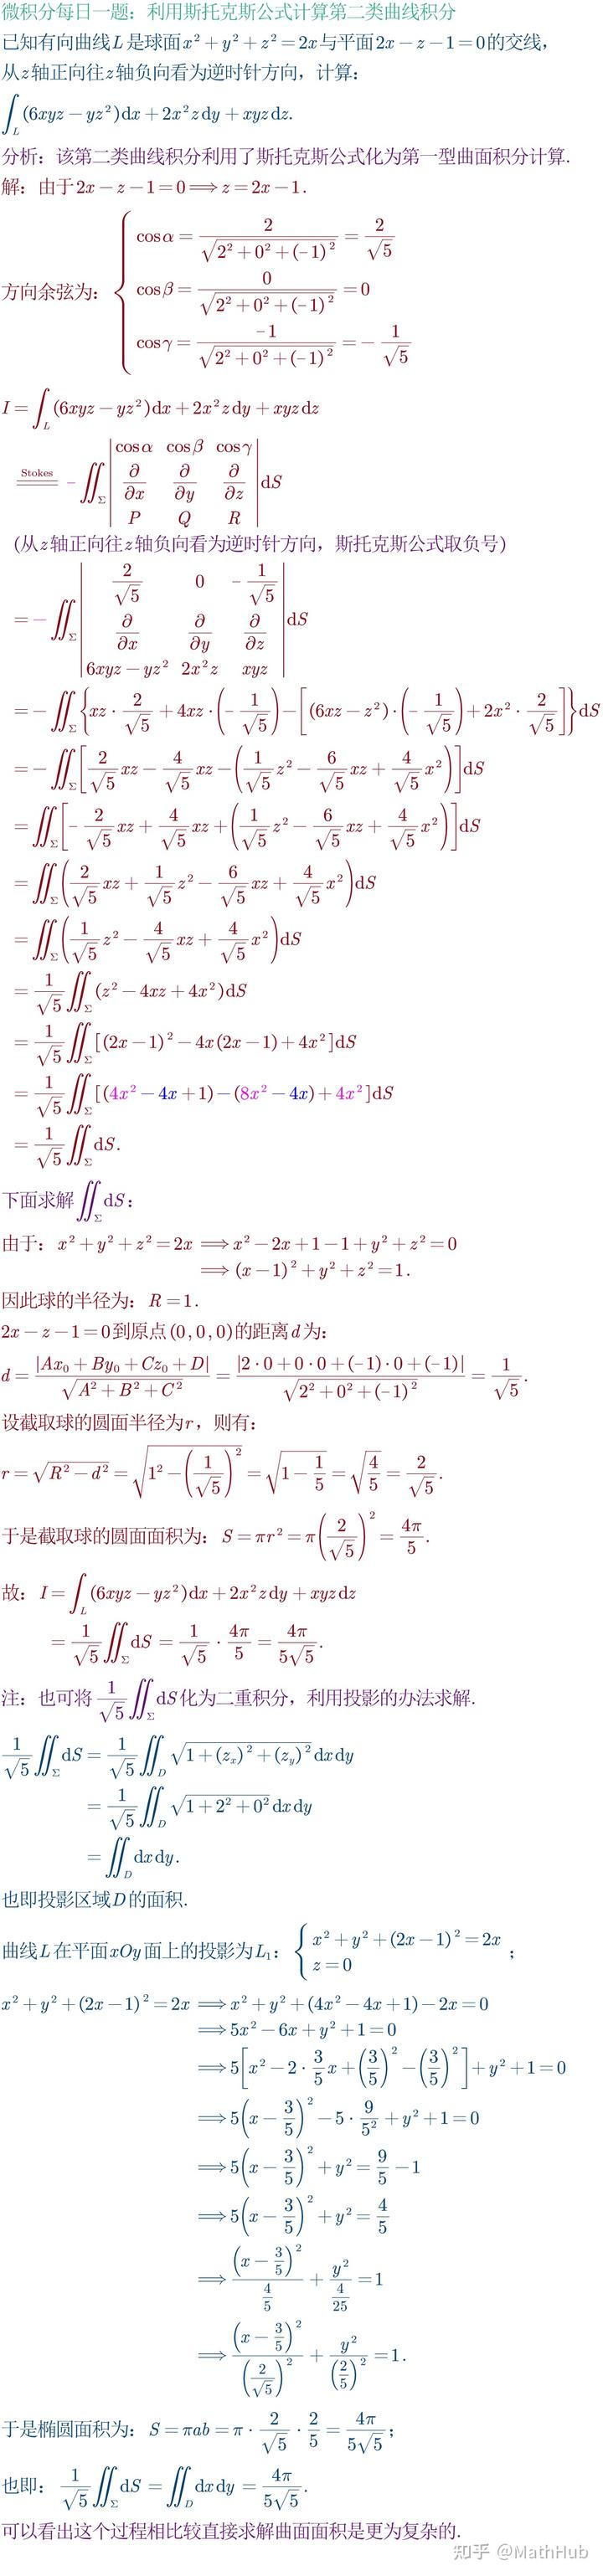 微积分每日一题：利用斯托克斯公式计算第二类曲线积分
已知有向曲线L是球面x²+y²+z²=2x与平面2x−z−1=0的交线，
从z轴正向往z轴负向看为逆时针方向，计算：
∫_L (6xyz−yz²)dx+2x²zdy+xyzdz.
分析：该第二类曲线积分利用了斯托克斯公式化为第一型曲面积分计算.
解：由于2x−z−1=0⟹z=2x−1.
方向余弦为：{ cosα=2/√(2²+0²+(−1)²)=2/√5
cosβ=0/√(2²+0²+(−1)²)=0
cosγ=−1/√(2²+0²+(−1)²)=−1/√5
I=∫_L (6xyz−yz²)dx+2x²zdy+xyzdz
Stokes = −∬_Σ |cosα cosβ cosγ; ∂/∂x ∂/∂y ∂/∂z; P Q R| dS
(从z轴正向往z轴负向看为逆时针方向，斯托克斯公式取负号)
=−∬_Σ |2/√5 0 −1/√5; ∂/∂x ∂/∂y ∂/∂z; 6xyz−yz² 2x²z xyz| dS
=−∬_Σ {xz·2/√5+4xz·(−1/√5)−[(6xz−z²)·(−1/√5)+2x²·2/√5]}dS
=−∬_Σ [2/√5 xz−4/√5 xz−(1/√5 z²−6/√5 xz+4/√5 x²)]dS
=∬_Σ [−2/√5 xz+4/√5 xz+(1/√5 z²−6/√5 xz+4/√5 x²)]dS
=∬_Σ (2/√5 xz+1/√5 z²−6/√5 xz+4/√5 x²)dS
=∬_Σ (1/√5 z²−4/√5 xz+4/√5 x²)dS
=1/√5 ∬_Σ (z²−4xz+4x²)dS
=1/√5 ∬_Σ [(2x−1)²−4x(2x−1)+4x²]dS
=1/√5 ∬_Σ [(4x²−4x+1)−(8x²−4x)+4x²]dS
=1/√5 ∬_Σ dS.
下面求解∬_Σ dS：
由于：x²+y²+z²=2x ⟹x²−2x+1−1+y²+z²=0
⟹(x−1)²+y²+z²=1.
因此球的半径为：R=1.
2x−z−1=0到原点(0,0,0)的距离d为：
d=|Ax₀+By₀+Cz₀+D|/√(A²+B²+C²)=|2·0+0·0+(−1)·0+(−1)|/√(2²+0²+(−1)²)=1/√5.
设截取球的圆面半径为r，则有：
r=√(R²−d²)=√(1²−(1/√5)²)=√(1−1/5)=√(4/5)=2/√5.
于是截取球的圆面面积为：S=πr²=π(2/√5)²=4π/5.
故：I=∫_L (6xyz−yz²)dx+2x²zdy+xyzdz
=1/√5 ∬_Σ dS=1/√5·4π/5=4π/(5√5).
注：也可将1/√5 ∬_Σ dS化为二重积分，利用投影的办法求解.
1/√5 ∬_Σ dS=1/√5 ∬_D √(1+(z_x)²+(z_y)²)dxdy
=1/√5 ∬_D √(1+2²+0²)dxdy
=∬_D dxdy.
也即投影区域D的面积.
曲线L在平面xOy面上的投影为L₁：{ x²+y²+(2x−1)²=2x
z=0 ；
x²+y²+(2x−1)²=2x⟹x²+y²+(4x²−4x+1)−2x=0
⟹5x²−6x+y²+1=0
⟹5[x²−2·3/5x+(3/5)²−(3/5)²]+y²+1=0
⟹5(x−3/5)²−5·9/5²+y²+1=0
⟹5(x−3/5)²+y²=9/5−1
⟹5(x−3/5)²+y²=4/5
⟹(x−3/5)²/(4/5)+y²/(4/25)=1
⟹(x−3/5)²/(2/√5)²+y²/(2/5)²=1.
于是椭圆面积为：S=πab=π·2/√5·2/5=4π/(5√5)；
也即：1/√5 ∬_Σ dS=∬_D dxdy=4π/(5√5).
可以看出这个过程相比较直接求解曲面面积是更为复杂的.
知乎 @MathHub